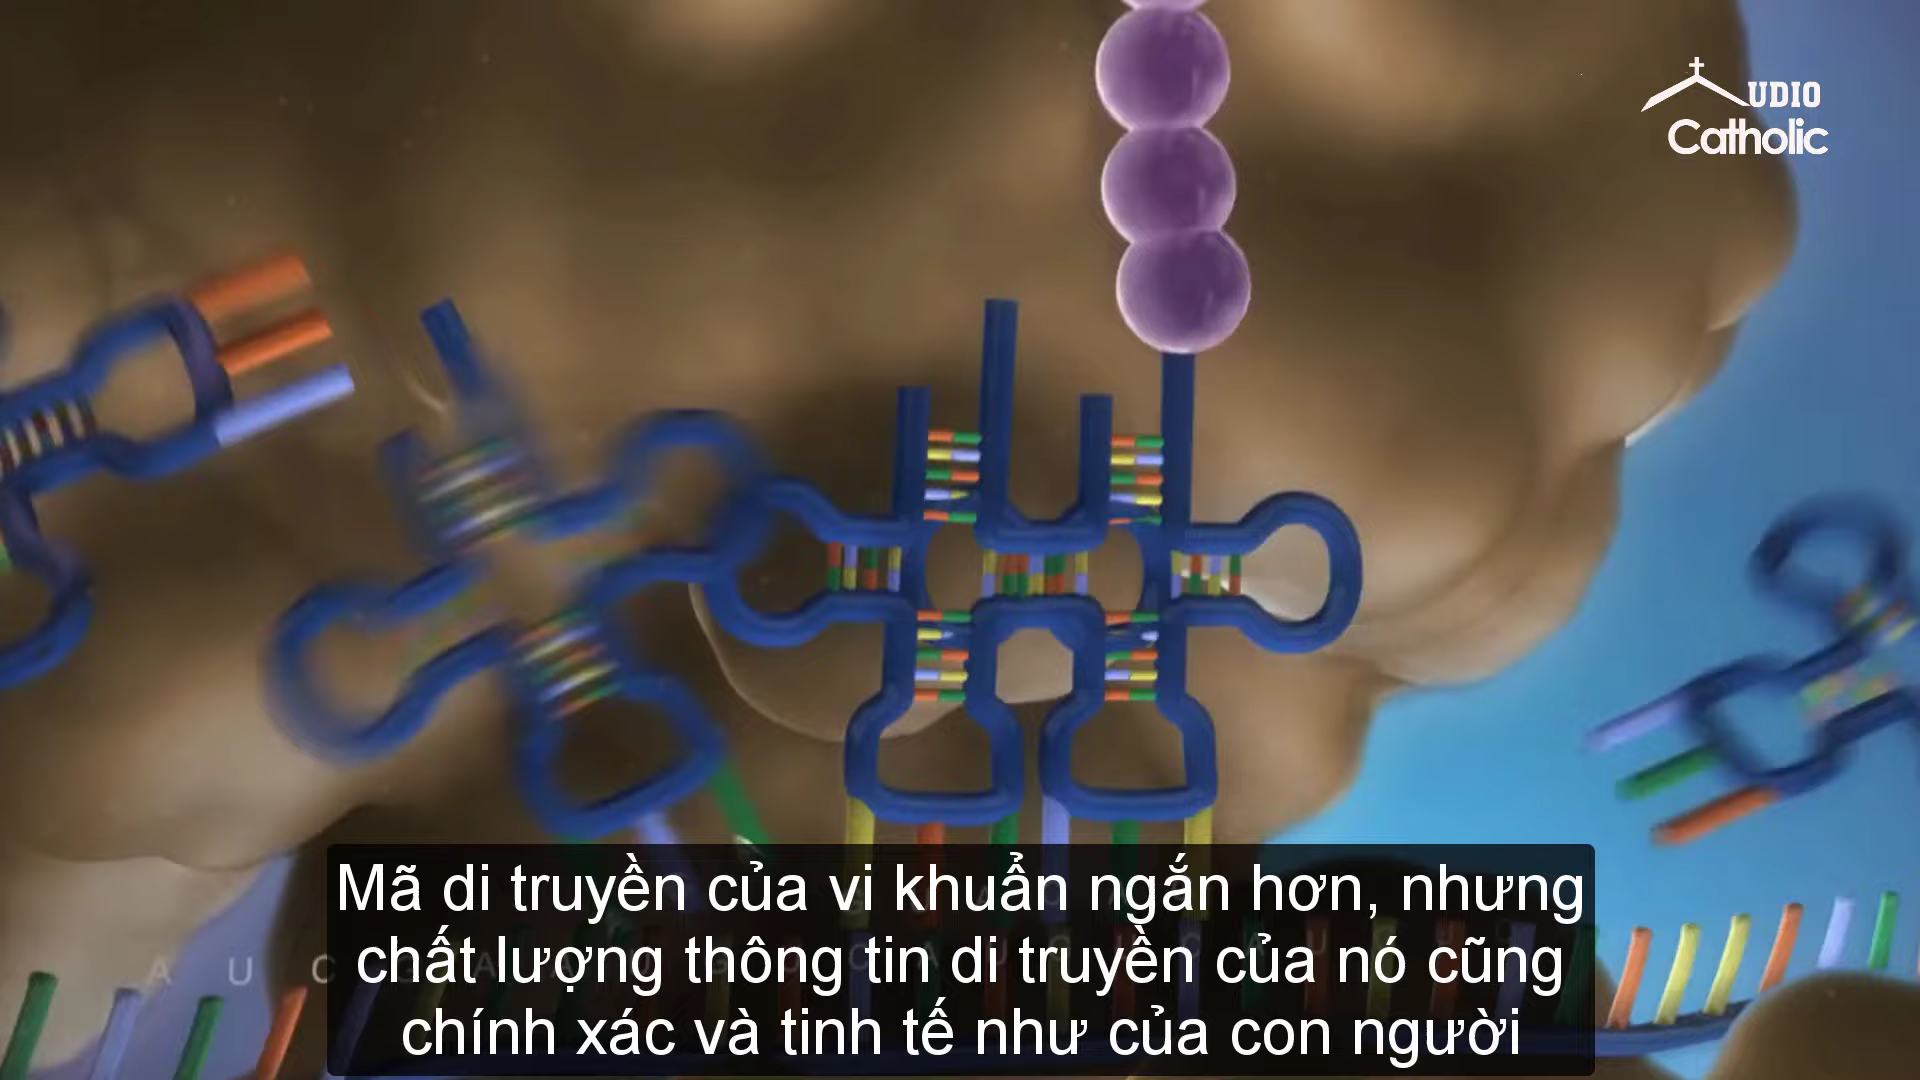 UDIO
Catholic
Mã di truyền của vi khuẩn ngắn hơn, nhưng
chất lượng thông tin di truyền của nó cũng
chính xác và tinh tế như của con người
A U C